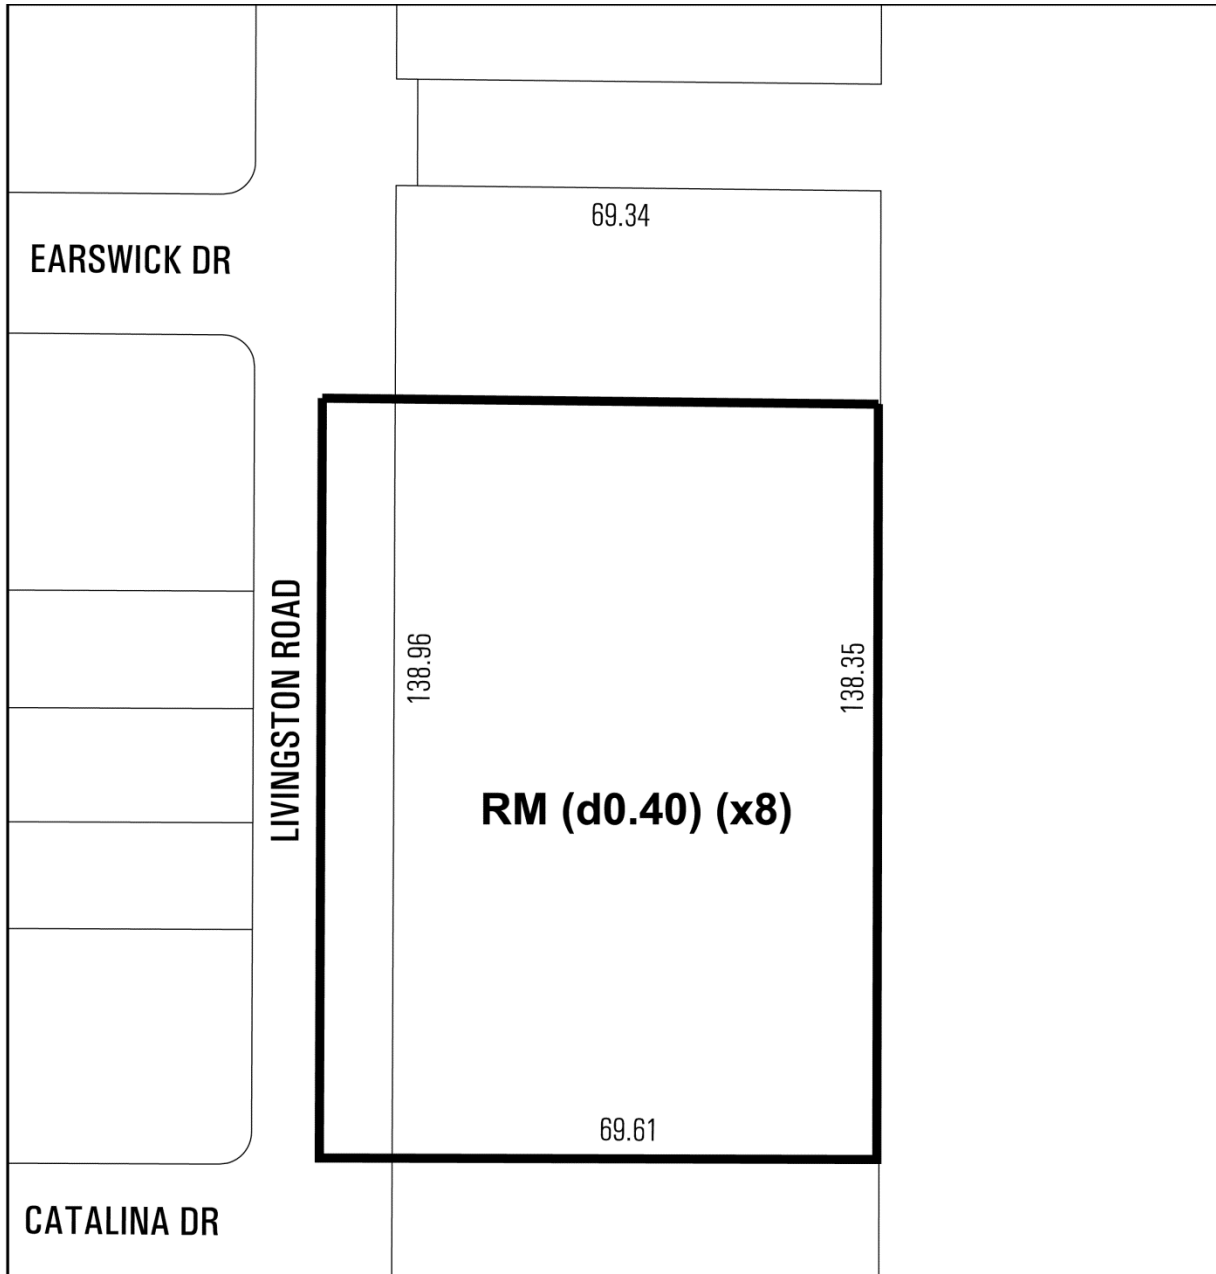 69.34
EARSWICK DR
LIVINGSTON ROAD
138.96
138.35
RM (d0.40) (x8)
69.61
CATALINA DR